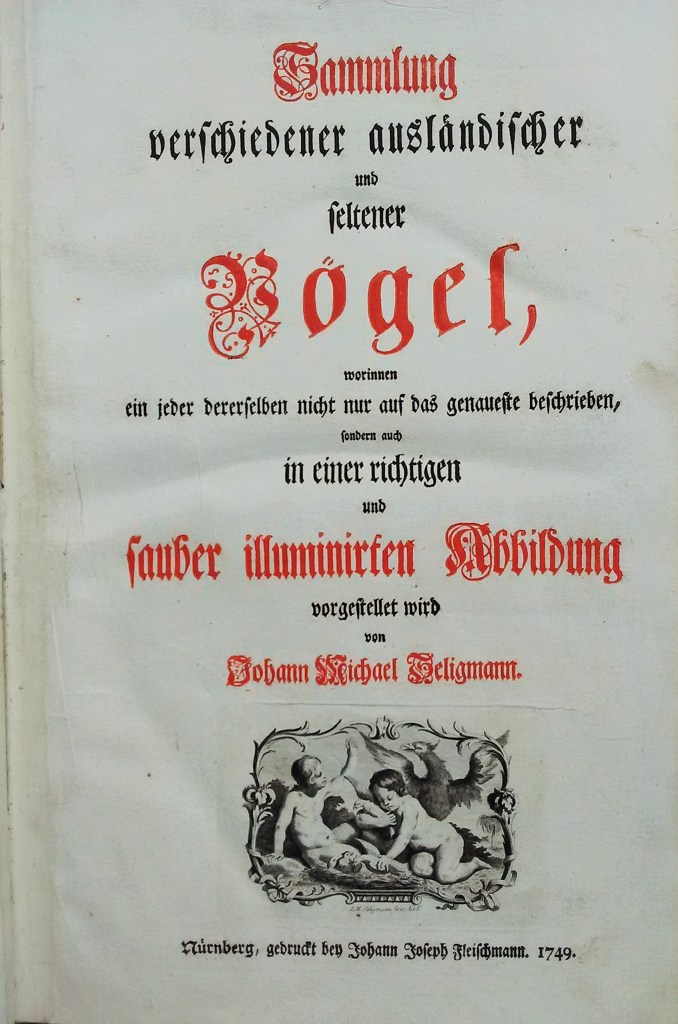 Sammlung
verschiedener ausländischer
und
seltener
Vögel,
worinnen
ein jeder dererselben nicht nur auf das genaueste beschrieben,
sondern auch
in einer richtigen
und
sauber illuminirten Abbildung
vorgestellet wird
von
Johann Michael Seligmann.
Nürnberg, gedruckt bey Johann Joseph Fleischmann. 1749.